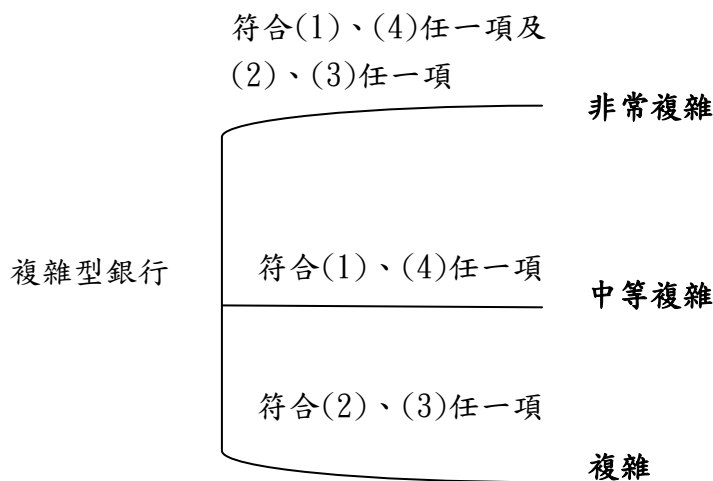 符合(1)、(4)任一項及
(2)、(3)任一項
非常複雜
複雜型銀行
符合(1)、(4)任一項
中等複雜
符合(2)、(3)任一項
複雜